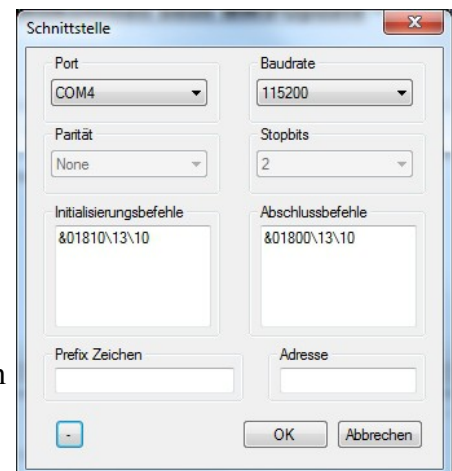 Schnittstelle
Port
Baudrate
COM4
115200
Parität
Stopbits
None
2
Initialisierungsbefehle
Abschlussbefehle
&01810\13\10
&01800\13\10
Prefix Zeichen
Adresse
-
OK
Abbrechen